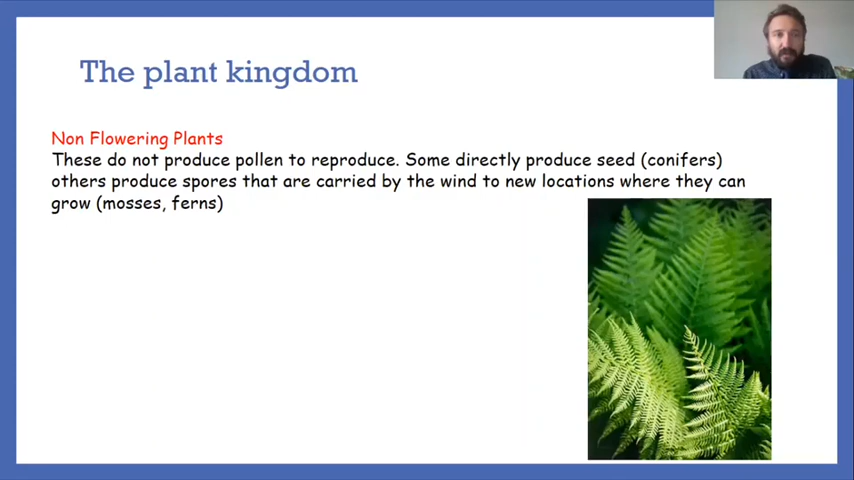 The plant kingdom
Non Flowering Plants
These do not produce pollen to reproduce. Some directly produce seed (conifers)
others produce spores that are carried by the wind to new locations where they can
grow (mosses, ferns)